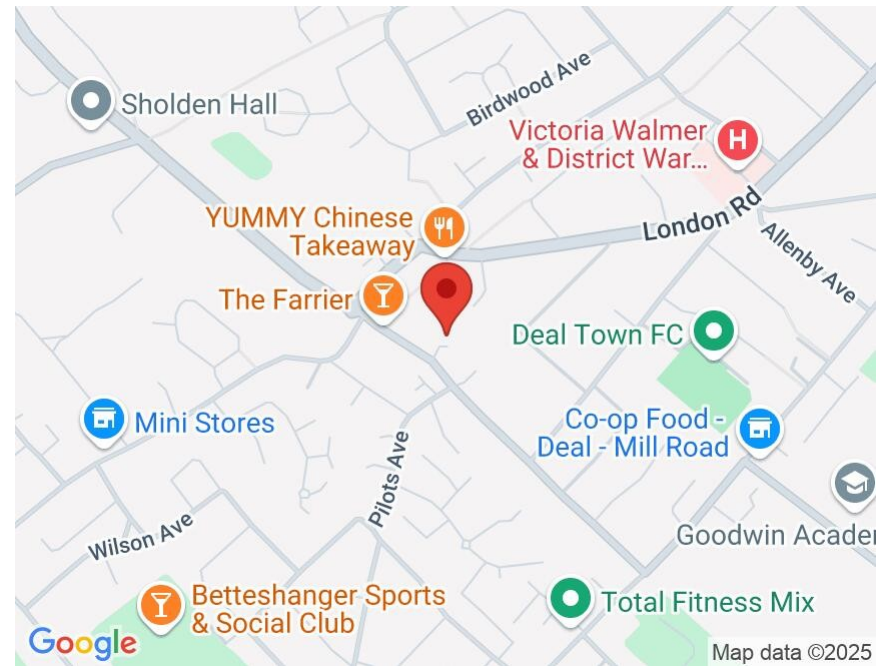 Sholden Hall
Birdwood Ave
Victoria Walmer
& District War...
H
YUMMY Chinese
Takeaway
London Rd
Allenby Ave
The Farrier
Deal Town FC
Mini Stores
Co-op Food -
Deal - Mill Road
Pilots Ave
Goodwin Acade
Wilson Ave
Betteshanger Sports
& Social Club
Total Fitness Mix
Google
Map data ©2025